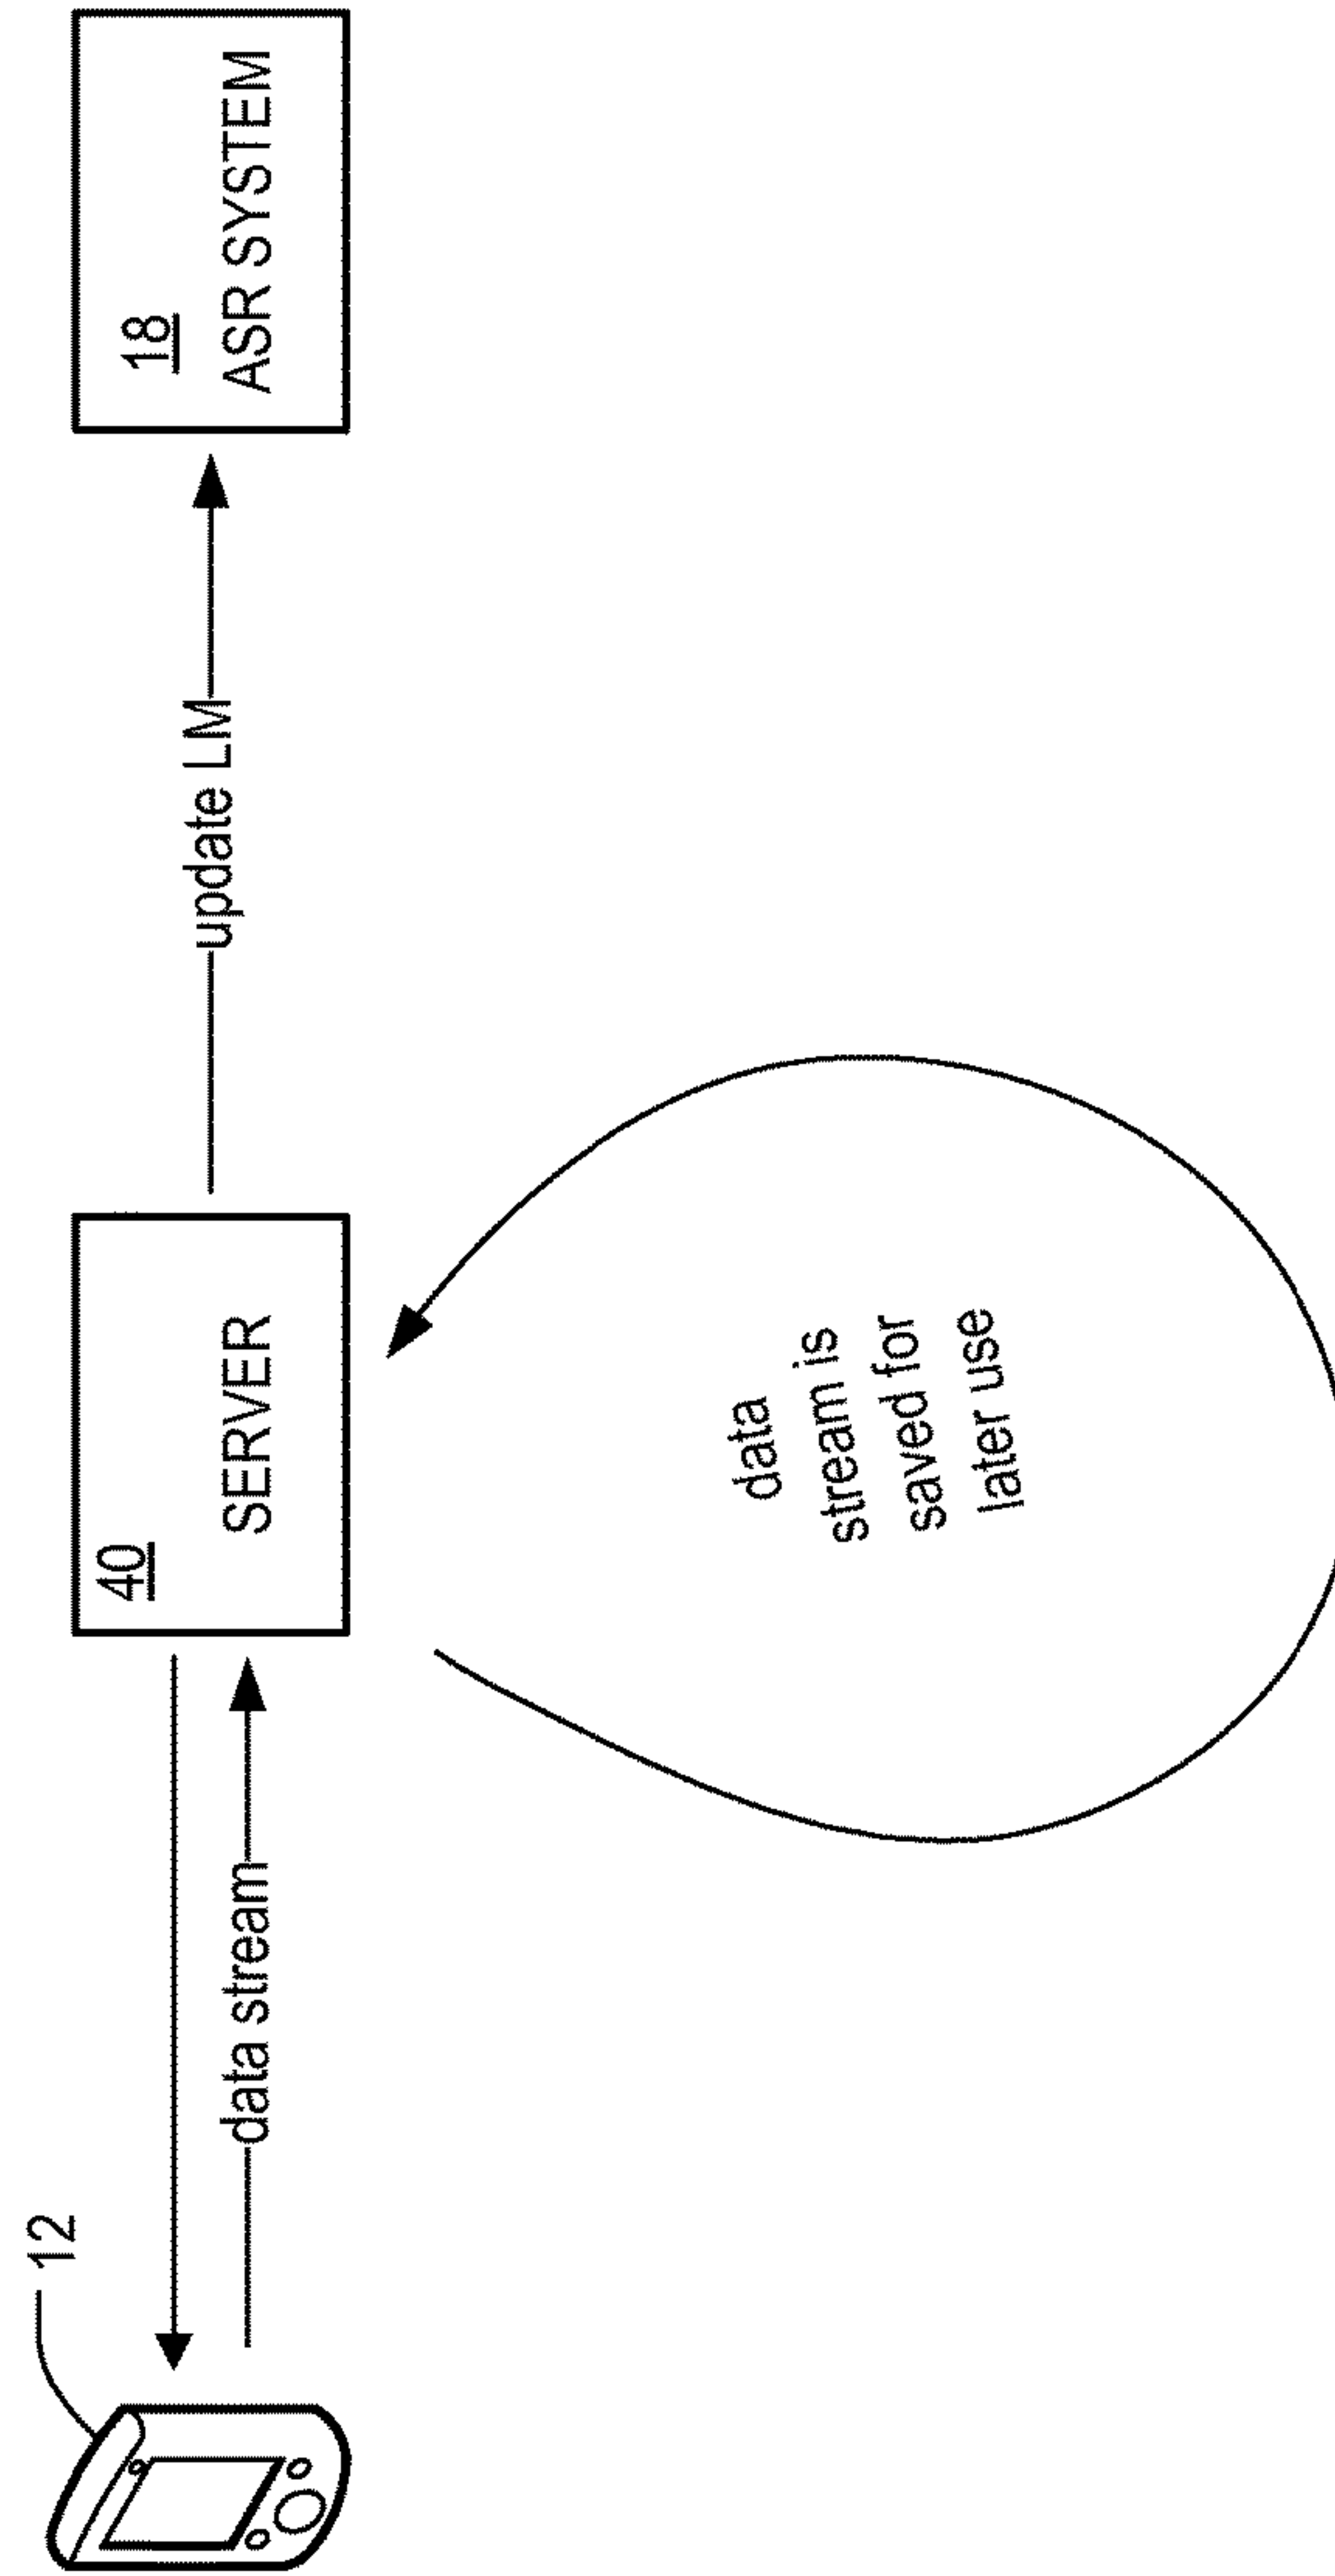 12
data stream
40
SERVER
update LM
18
ASR SYSTEM
data
stream is
saved for
later use